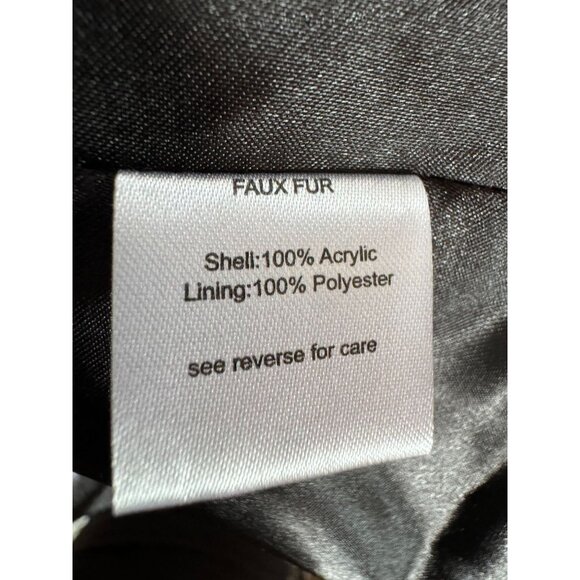 FAUX FUR
Shell:100% Acrylic
Lining:100% Polyester
see reverse for care